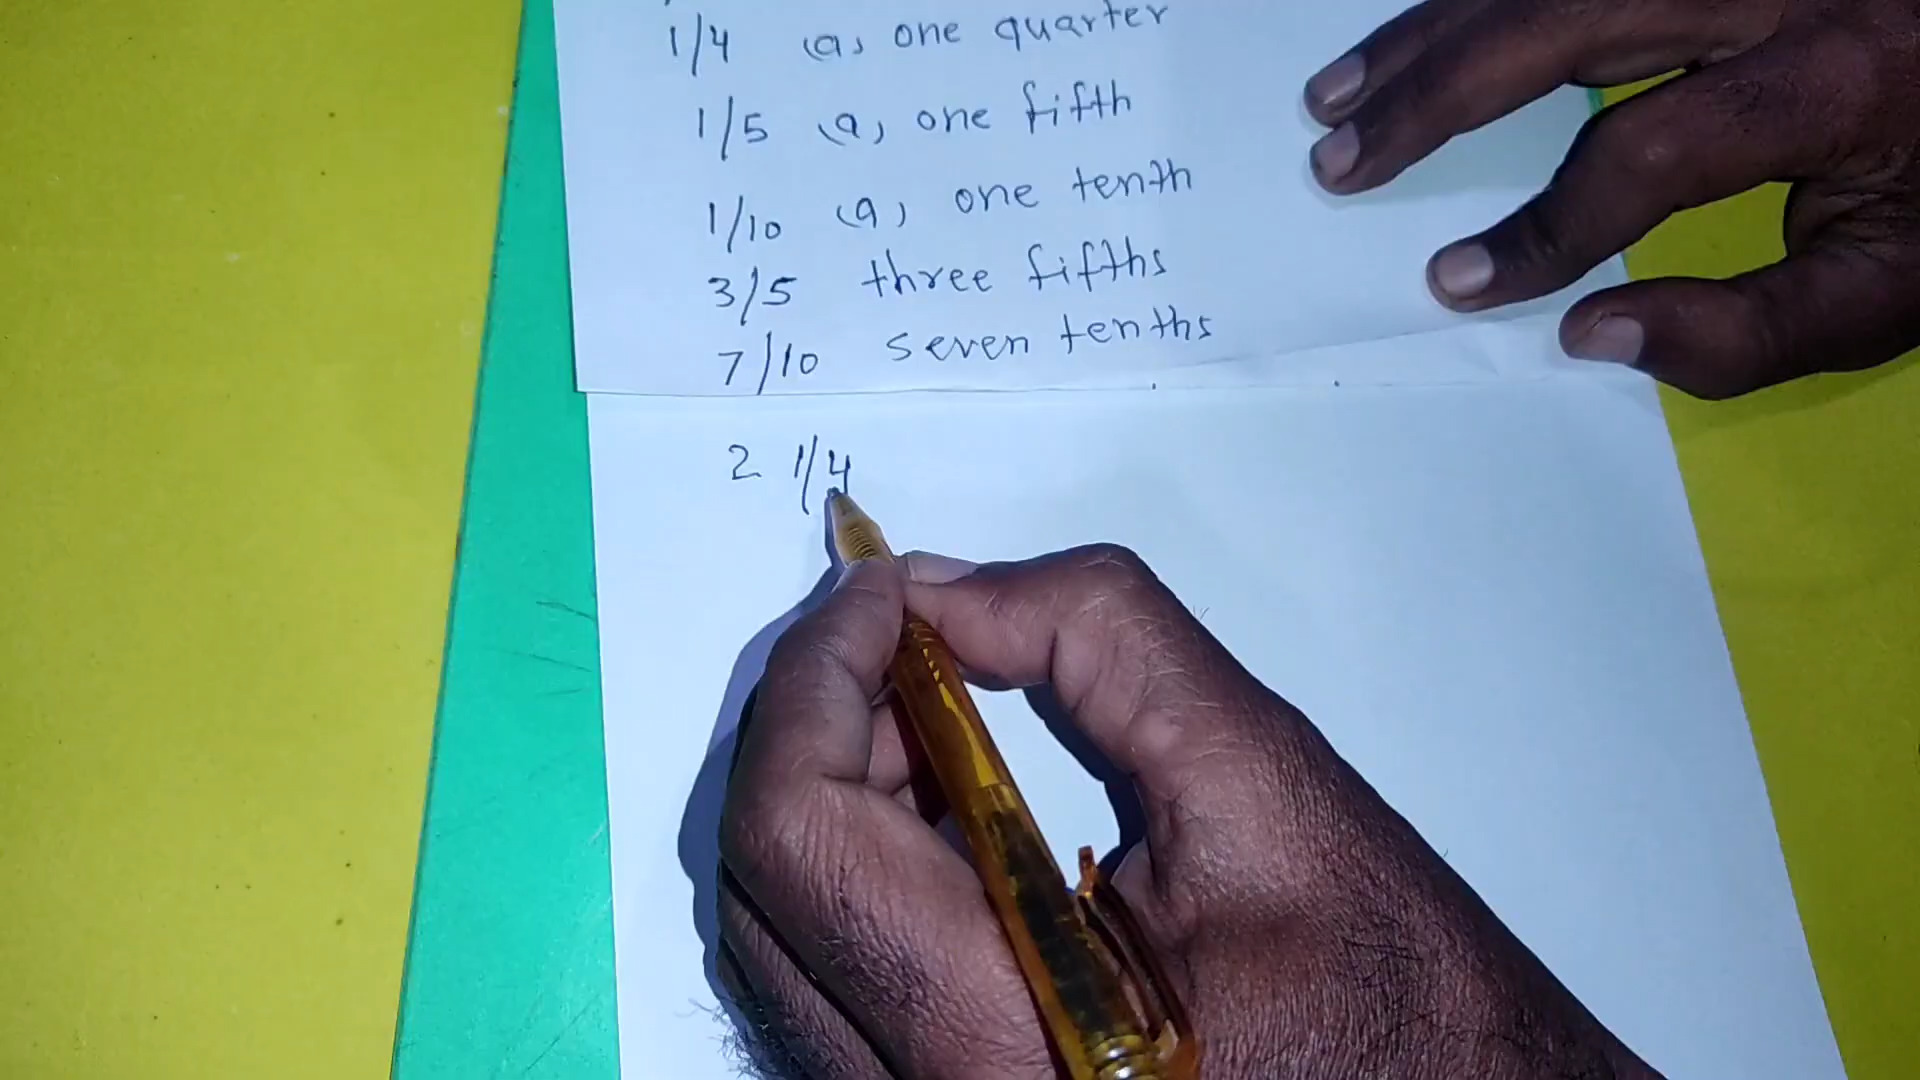 1/4 (a) one quarter
1/5 (a) one fifth
1/10 (a) one tenth
3/5 three fifths
7/10 seven tenths
2 1/4